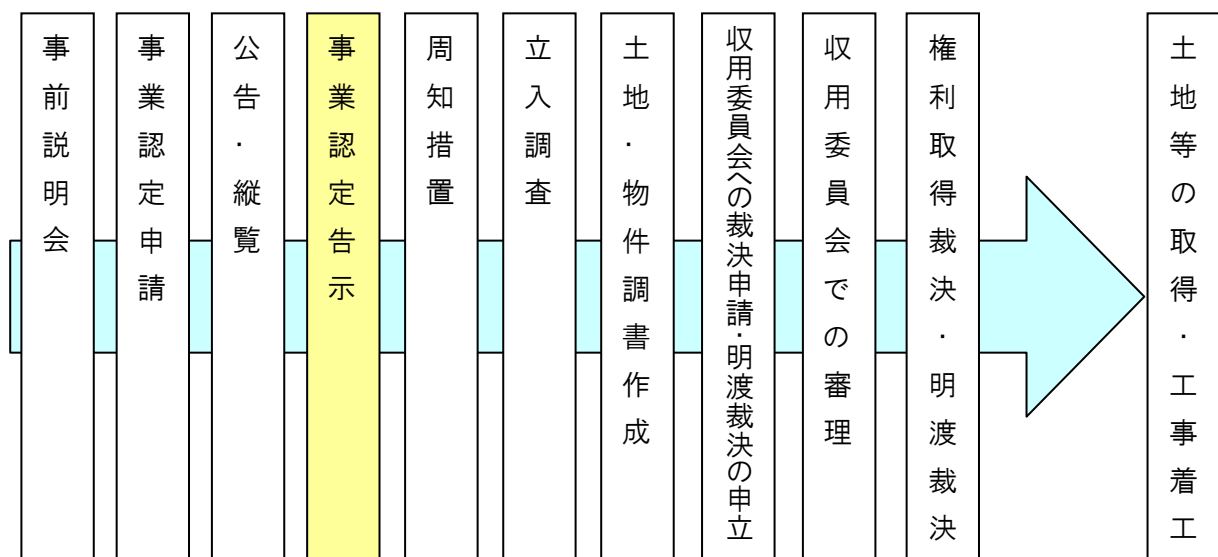 事前説明会
事業認定申請
公告・縦覧
事業認定告示
周知措置
立入調査
土地・物件調書作成
収用委員会への裁決申請・明渡裁決の申立
収用委員会での審理
権利取得裁決・明渡裁決
土地等の取得・工事着工